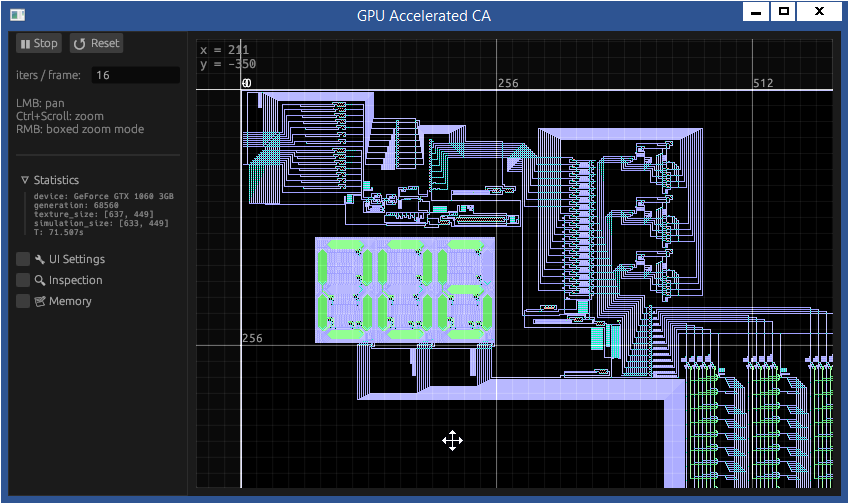 GPU Accelerated CA
Stop
Reset
iters / frame: 16
LMB: pan
Ctrl+Scroll: zoom
RMB: boxed zoom mode
Statistics
device: GeForce GTX 1060 3GB
generation: 68560
texture_size: [637, 449]
simulation_size: [633, 449]
T: 71.507s
UI Settings
Inspection
Memory
x = 211
y = -350
0
256
512
256